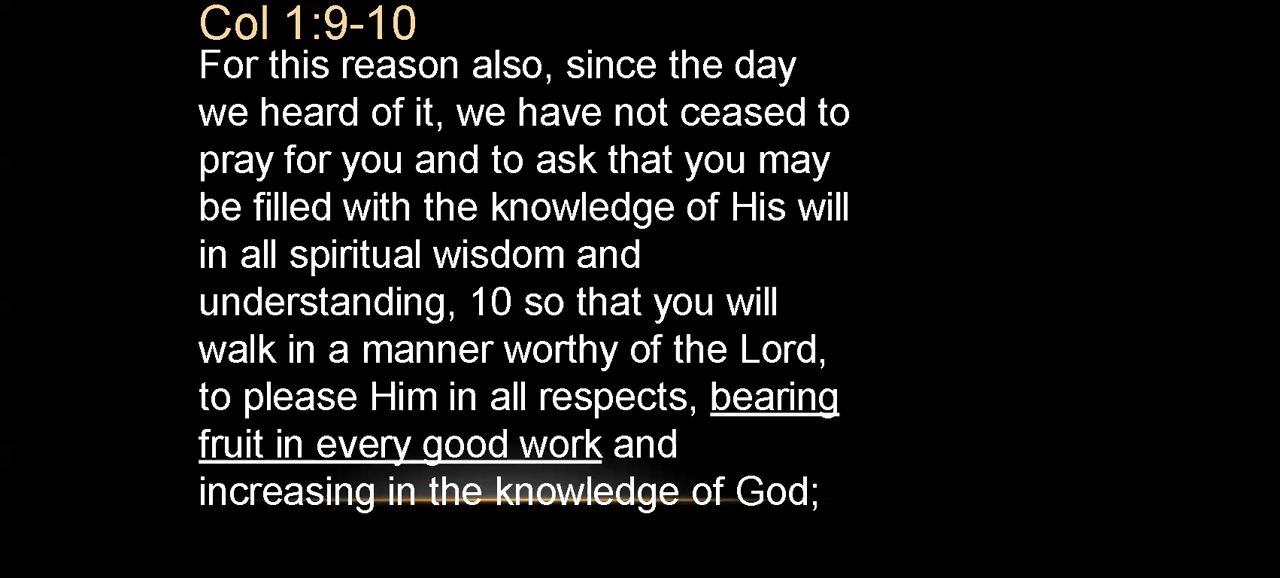 Col 1:9-10
For this reason also, since the day
we heard of it, we have not ceased to
pray for you and to ask that you may
be filled with the knowledge of His will
in all spiritual wisdom and
understanding, 10 so that you will
walk in a manner worthy of the Lord,
to please Him in all respects, bearing
fruit in every good work and
increasing in the knowledge of God;